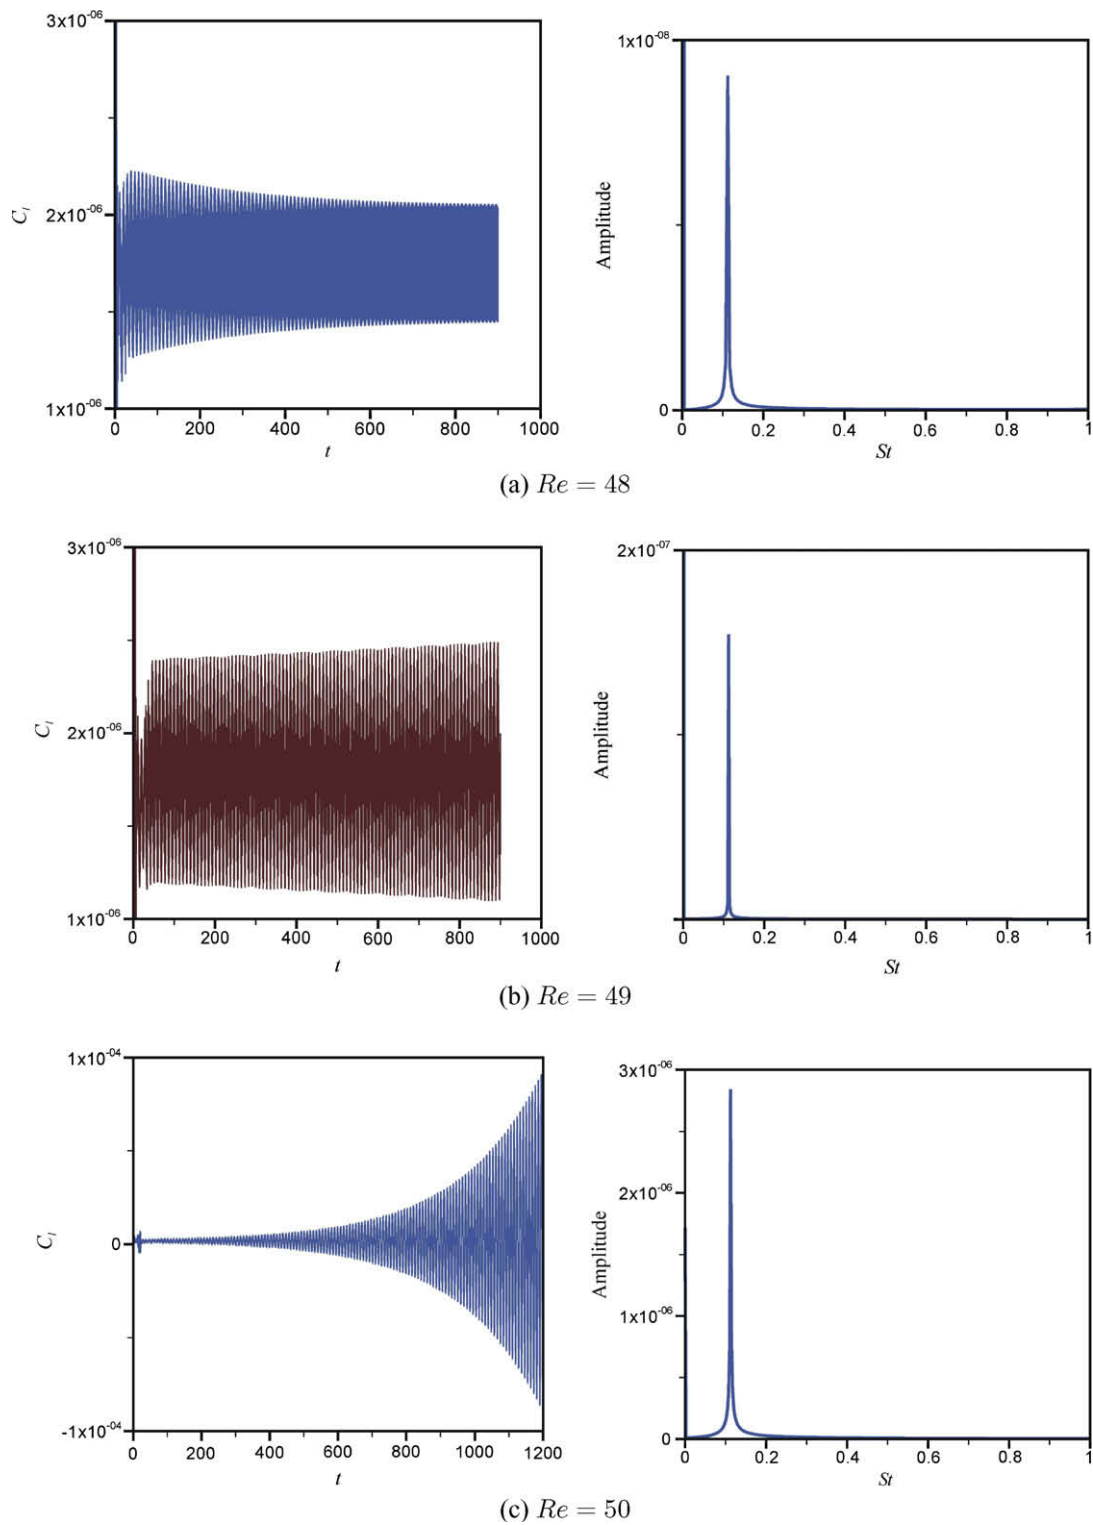 3x10-06
2x10-06
1x10-06
Cl
0 200 400 600 800 1000
t
1x10-08
0
Amplitude
0 0.2 0.4 0.6 0.8 1
St
(a) Re = 48
3x10-06
2x10-06
1x10-06
Cl
0 200 400 600 800 1000
t
2x10-07
Amplitude
0 0.2 0.4 0.6 0.8 1
St
(b) Re = 49
1x10-04
0
-1x10-04
Cl
0 200 400 600 800 1000 1200
t
3x10-06
2x10-06
1x10-06
0
Amplitude
0 0.2 0.4 0.6 0.8 1
St
(c) Re = 50